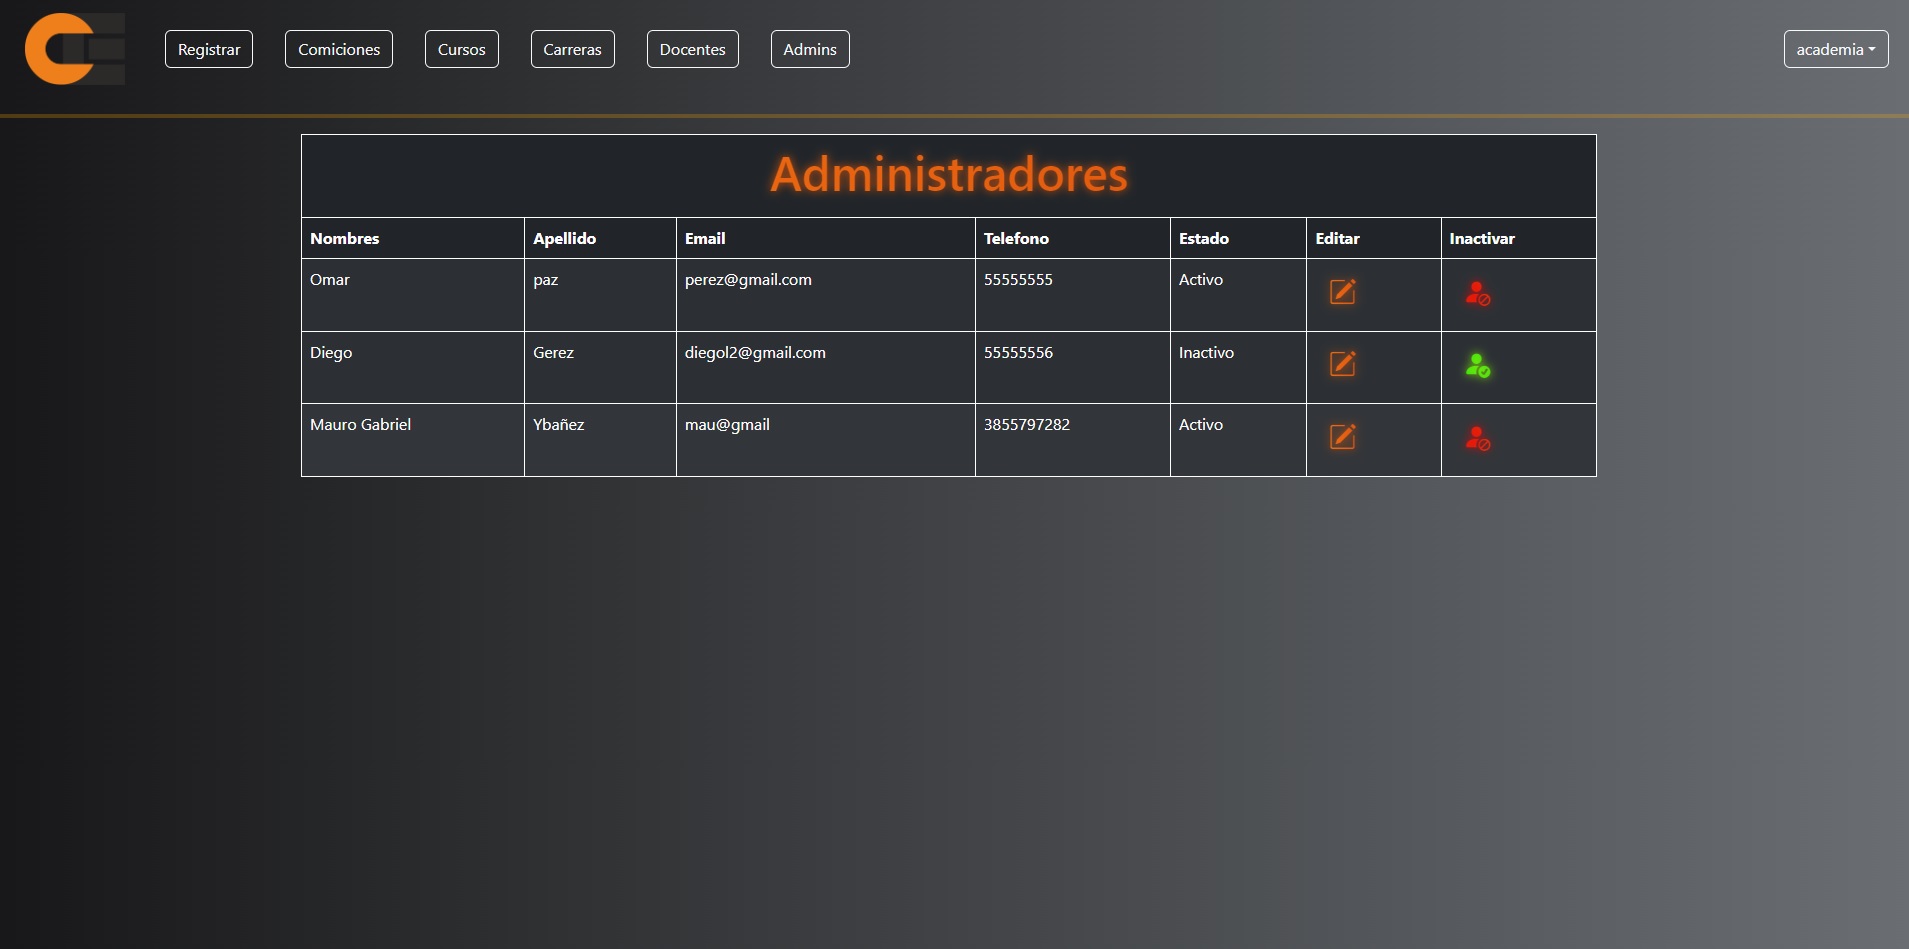 Registrar Comiciones Cursos Carreras Docentes Admins academia
Administradores
Nombres Apellido Email Telefono Estado Editar Inactivar
Omar paz perez@gmail.com 55555555 Activo
Diego Gerez diegol2@gmail.com 55555556 Inactivo
Mauro Gabriel Ybañez mau@gmail 3855797282 Activo